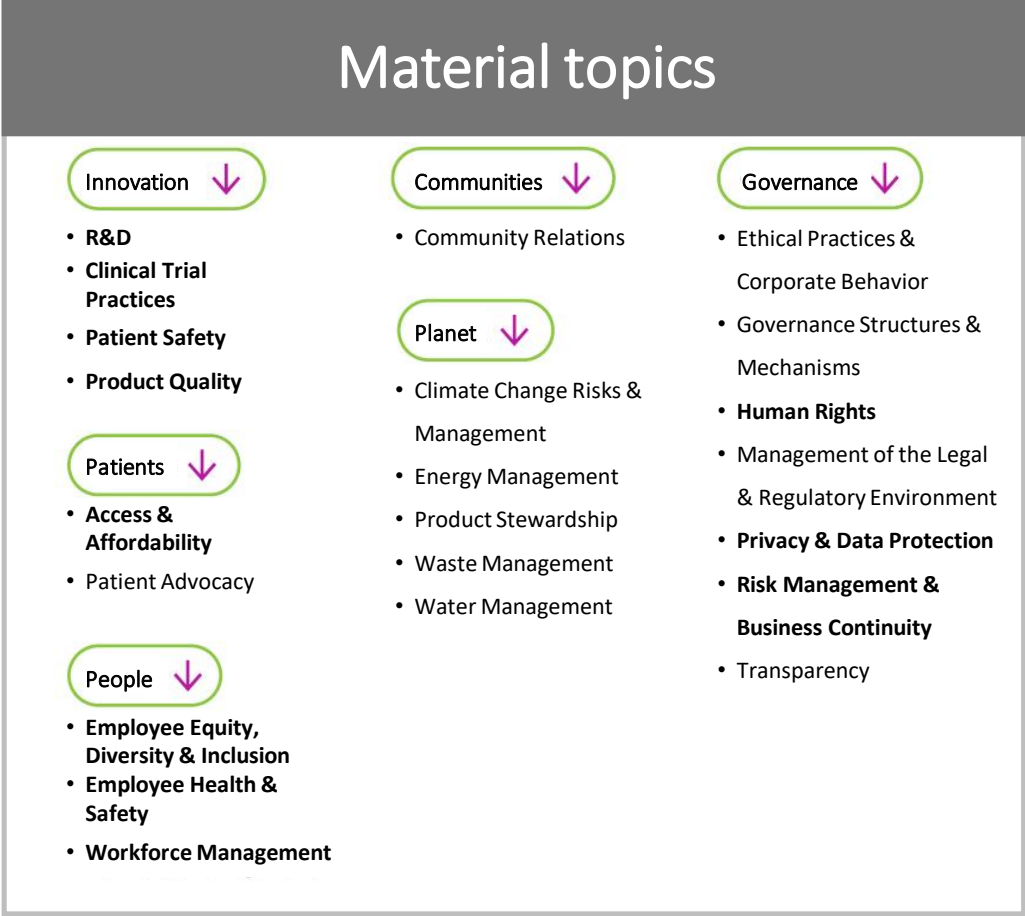 Material topics
Innovation
• R&D
• Clinical Trial
Practices
• Patient Safety
• Product Quality
Patients
• Access &
Affordability
• Patient Advocacy
People
• Employee Equity,
Diversity & Inclusion
• Employee Health &
Safety
• Workforce Management
Communities
• Community Relations
Planet
• Climate Change Risks &
Management
• Energy Management
• Product Stewardship
• Waste Management
• Water Management
Governance
• Ethical Practices &
Corporate Behavior
• Governance Structures &
Mechanisms
• Human Rights
• Management of the Legal
& Regulatory Environment
• Privacy & Data Protection
• Risk Management &
Business Continuity
• Transparency